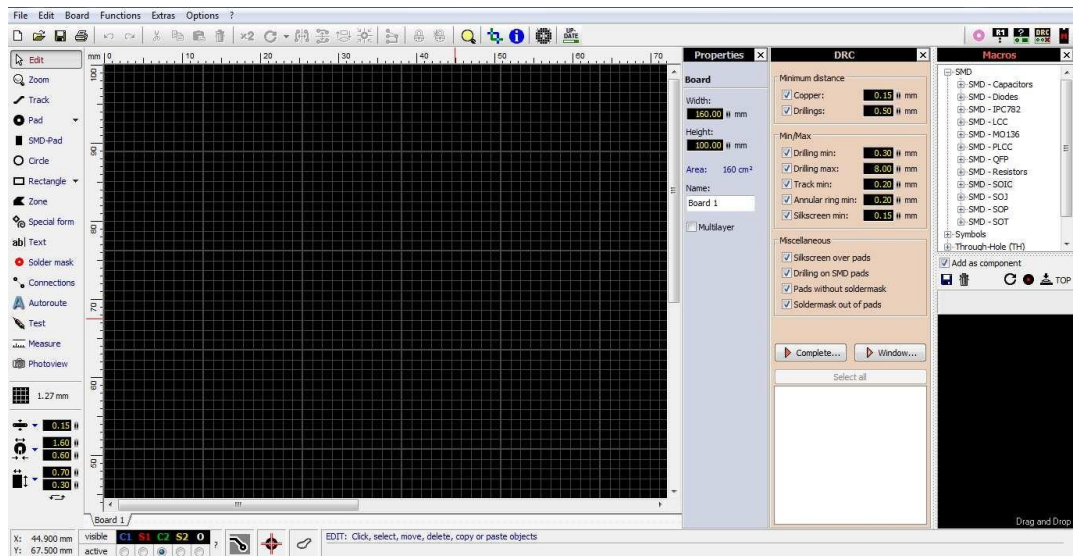 File Edit Board Functions Extras Options ?
×2
UP-DATE
R1
?
DRC
M
Edit
Zoom
Track
Pad
SMD-Pad
Circle
Rectangle
Zone
Special form
ab| Text
Solder mask
Connections
Autoroute
Test
Measure
Photoview
1.27 mm
0.15
1.60
0.60
0.70
0.30
mm 0 10 20 30 40 50 60 70
100
90
80
70
60
50
Board 1
Properties
Board
Width:
160.00 mm
Height:
100.00 mm
Area: 160 cm²
Name:
Board 1
Multilayer
DRC
Minimum distance
Copper: 0.15 mm
Drillings: 0.50 mm
Min/Max
Drilling min: 0.30 mm
Drilling max: 8.00 mm
Track min: 0.20 mm
Annular ring min: 0.20 mm
Silkscreen min: 0.15 mm
Miscellaneous
Silkscreen over pads
Drilling on SMD pads
Pads without soldermask
Soldermask out of pads
Complete... Window...
Select all
Macros
SMD
SMD - Capacitors
SMD - Diodes
SMD - IPC782
SMD - LCC
SMD - MO136
SMD - PLCC
SMD - QFP
SMD - Resistors
SMD - SOIC
SMD - SOJ
SMD - SOP
SMD - SOT
Symbols
Through-Hole (TH)
Add as component
TOP
Drag and Drop
X: 44.900 mm
Y: 67.500 mm
visible C1 S1 C2 S2 O
active
?
EDIT: Click, select, move, delete, copy or paste objects